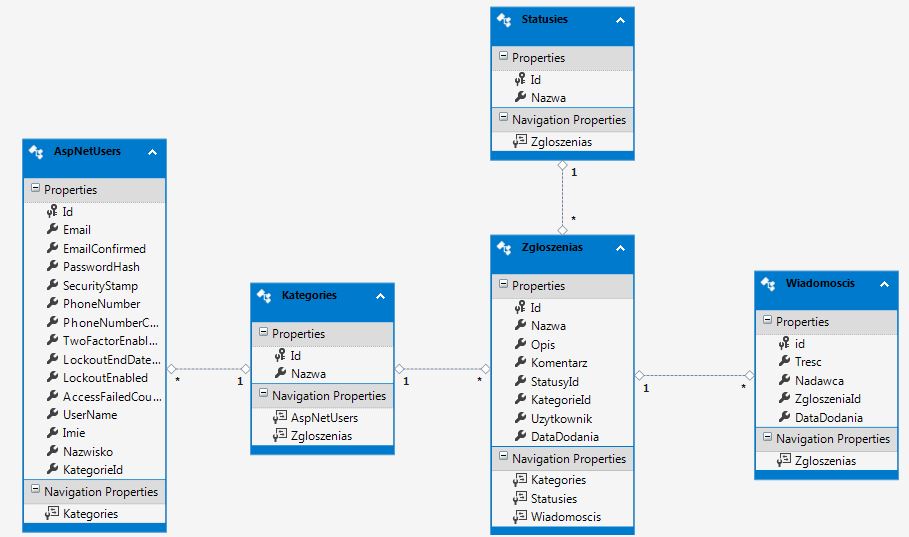 Statusies
Properties
Id
Nazwa
Navigation Properties
Zgloszenias
1
*
AspNetUsers
Properties
Id
Email
EmailConfirmed
PasswordHash
SecurityStamp
PhoneNumber
PhoneNumberC...
TwoFactorEnabl...
LockoutEndDate...
LockoutEnabled
AccessFailedCou...
UserName
Imie
Nazwisko
KategorieId
Navigation Properties
Kategories
*
1
Kategories
Properties
Id
Nazwa
Navigation Properties
AspNetUsers
Zgloszenias
1
*
Zgloszenias
Properties
Id
Nazwa
Opis
Komentarz
StatusyId
KategorieId
Uzytkownik
DataDodania
Navigation Properties
Kategories
Statusies
Wiadomoscis
1
*
Wiadomoscis
Properties
id
Tresc
Nadawca
ZgloszeniaId
DataDodania
Navigation Properties
Zgloszenias